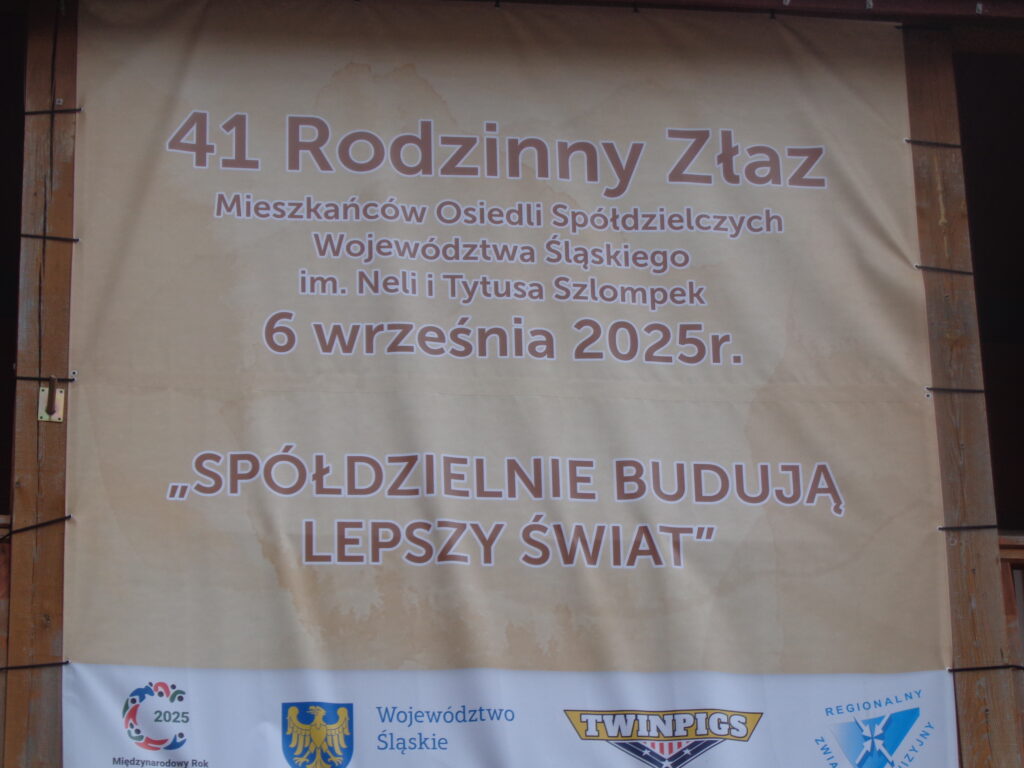 41 Rodzinny Złaz
Mieszkańców Osiedli Spółdzielczych
Województwa Śląskiego
im. Neli i Tytusa Szlompek
6 września 2025r.
„SPÓŁDZIELNIE BUDUJĄ
LEPSZY ŚWIAT”
2025
Międzynarodowy Rok
Województwo
Śląskie
TWINPIGS
REGIONALNY